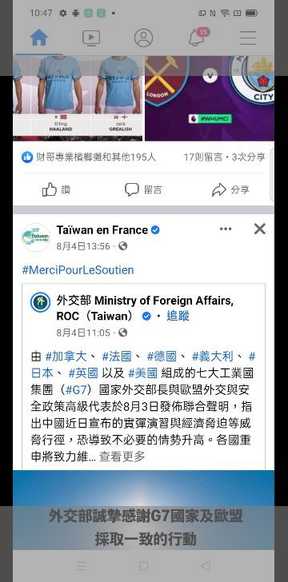 10:47
15
Erling
HAALAND
Jack
GREALISH
LONDON
V
CITY
#WHUMCI
財哥專業檳榔攤和其他195人
17則留言・3次分享
讚
留言
分享
Taïwan en France
8月4日13:56
#MerciPourLeSoutien
外交部 Ministry of Foreign Affairs,
ROC（Taiwan） ・ 追蹤
8月4日11:05
由 #加拿大、 #法國、 #德國、 #義大利、 #
日本、 #英國 以及 #美國 組成的七大工業國
集團（#G7）國家外交部長與歐盟外交與安
全政策高級代表於8月3日發佈聯合聲明，指
出中國近日宣布的實彈演習與經濟脅迫等威
脅行徑，恐導致不必要的情勢升高。各國重
申將致力維... 查看更多
外交部誠摯感謝G7國家及歐盟
採取一致的行動